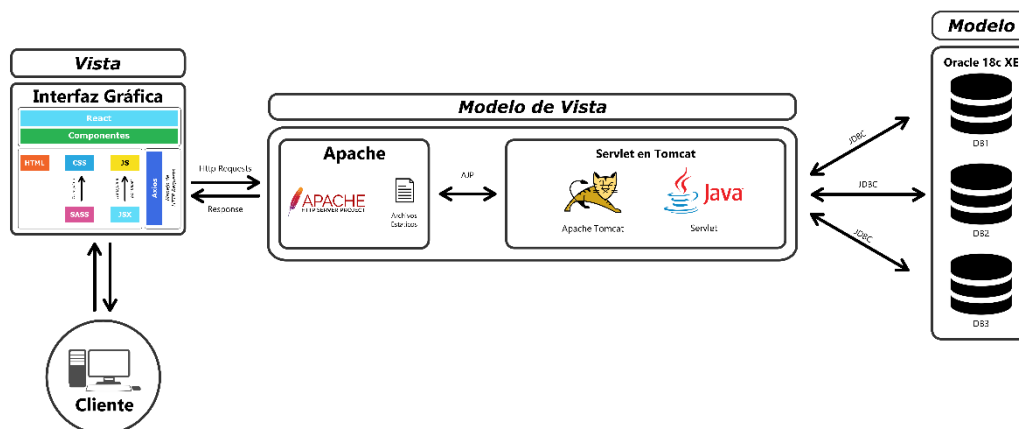 Vista
Interfaz Gráfica
React
Componentes
HTML
CSS
JS
SASS
JSX
Axios
Http Requests
Response
Cliente
Modelo de Vista
Apache
APACHE
HTTP SERVER PROJECT
Archivos
Estáticos
AJP
Servlet en Tomcat
Apache Tomcat
Java
Servlet
JDBC
JDBC
JDBC
Modelo
Oracle 18c XE
DB1
DB2
DB3